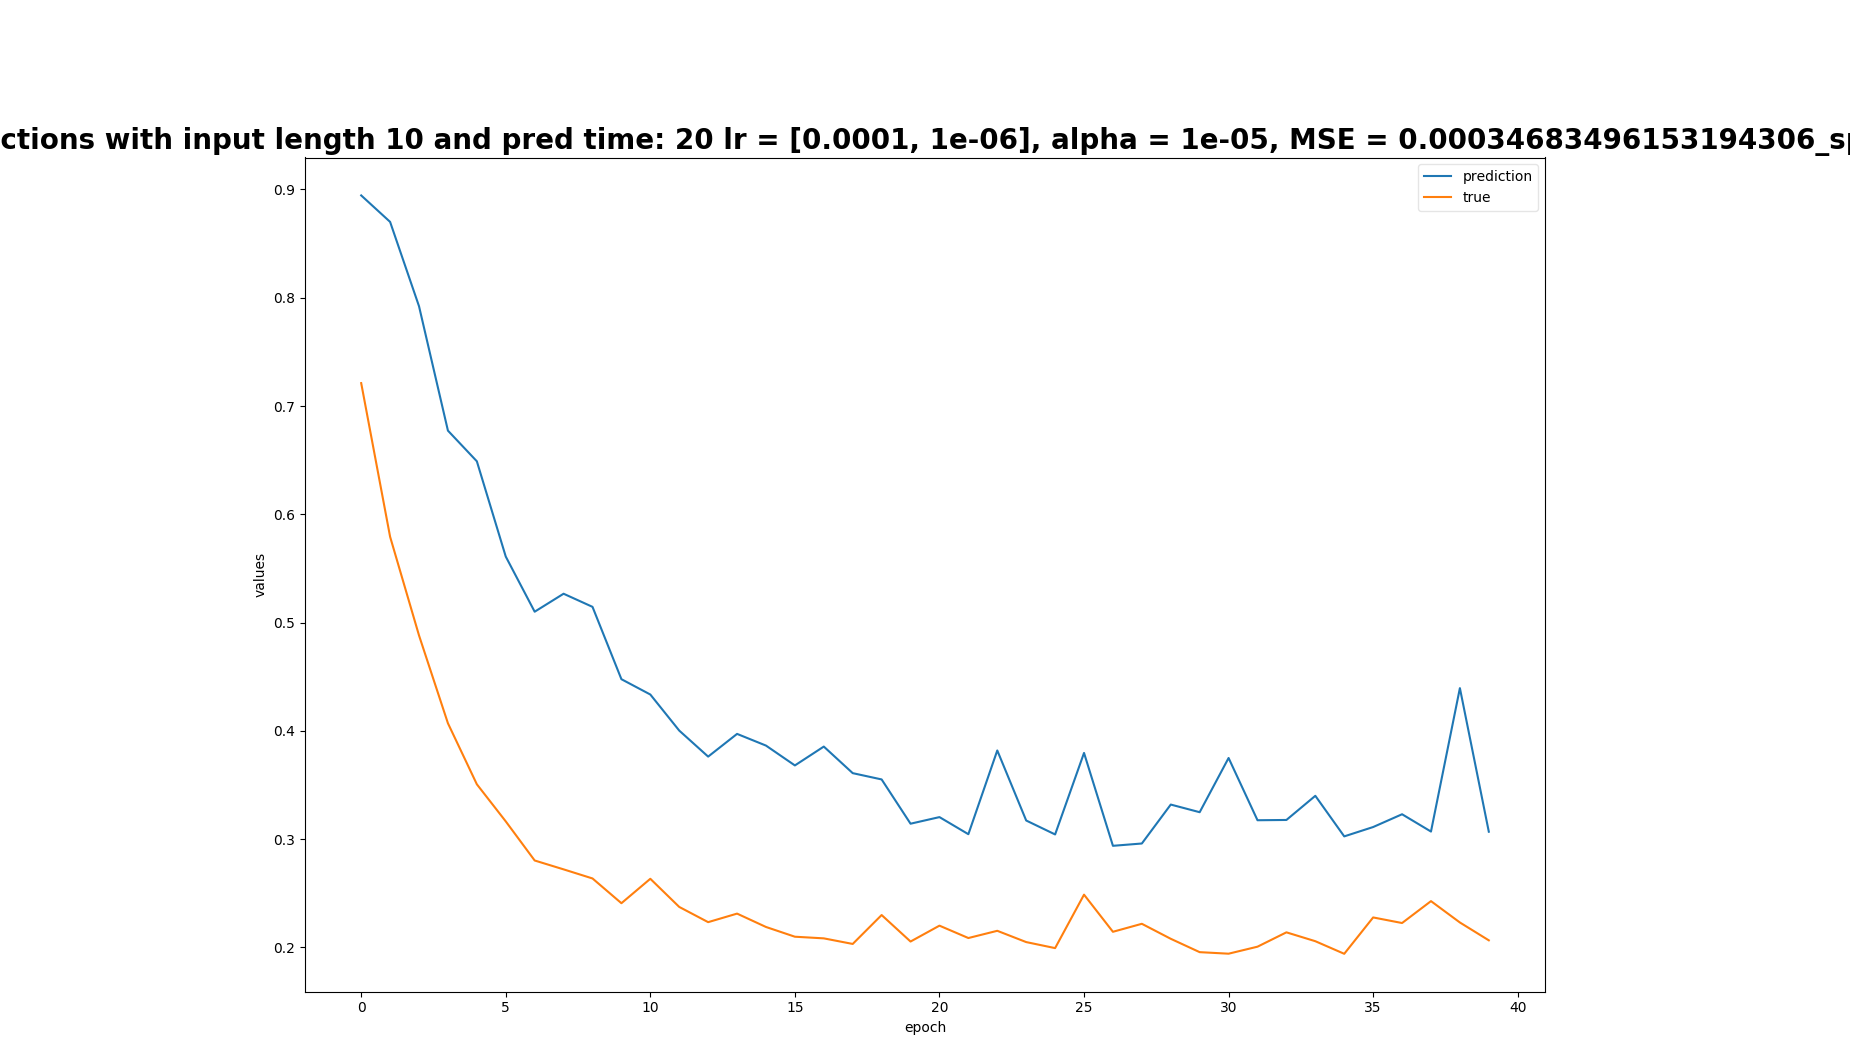 ctions with input length 10 and pred time: 20 lr = [0.0001, 1e-06], alpha = 1e-05, MSE = 0.00034683496153194306_sp
prediction
true
0.9
0.8
0.7
0.6
0.5
0.4
0.3
0.2
values
0 5 10 15 20 25 30 35 40
epoch